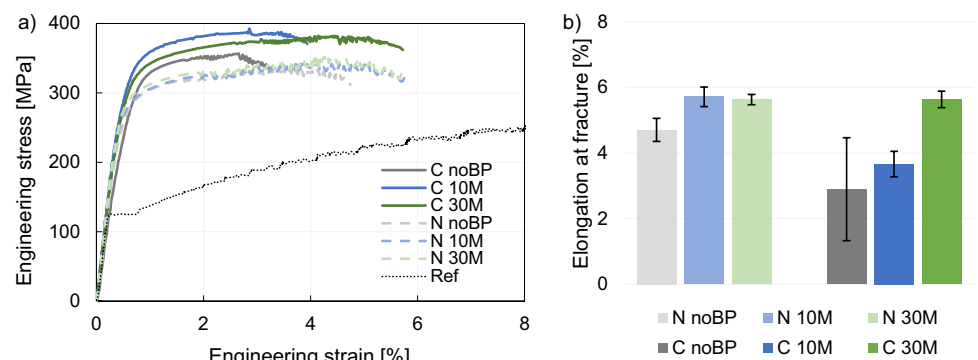 a)
Engineering stress [MPa]
400
300
200
100
0
0 2 4 6 8
Engineering strain [%]
C noBP
C 10M
C 30M
N noBP
N 10M
N 30M
Ref
b)
Elongation at fracture [%]
8
6
4
2
0
N noBP N 10M N 30M
C noBP C 10M C 30M